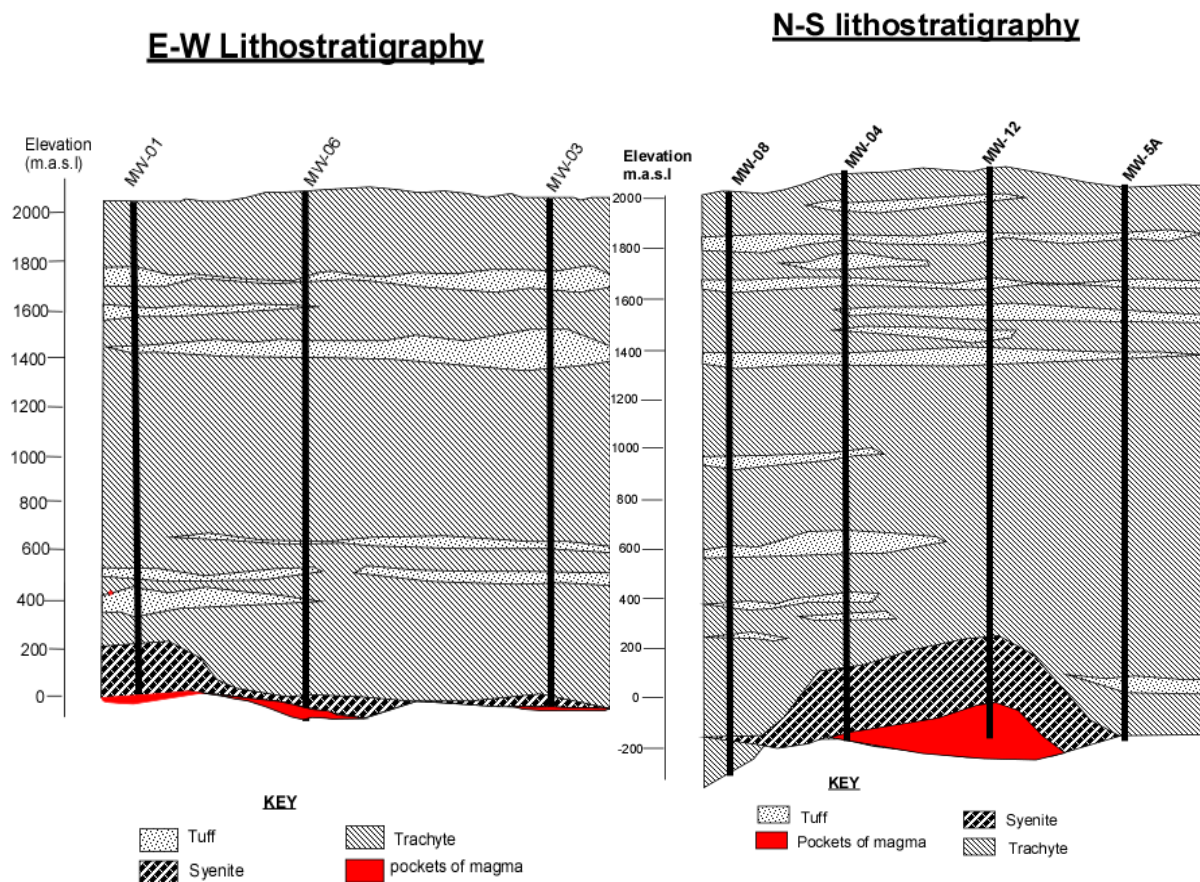 E-W Lithostratigraphy
Elevation
(m.a.s.l)
MW-01
MW-06
MW-03
2000
1800
1600
1400
1200
1000
800
600
400
200
0
KEY
Tuff
Trachyte
Syenite
pockets of magma
N-S lithostratigraphy
Elevation
m.a.s.l
MW-08
MW-04
MW-12
MW-5A
2000
1800
1600
1400
1200
1000
800
600
400
200
0
-200
KEY
Tuff
Syenite
Pockets of magma
Trachyte